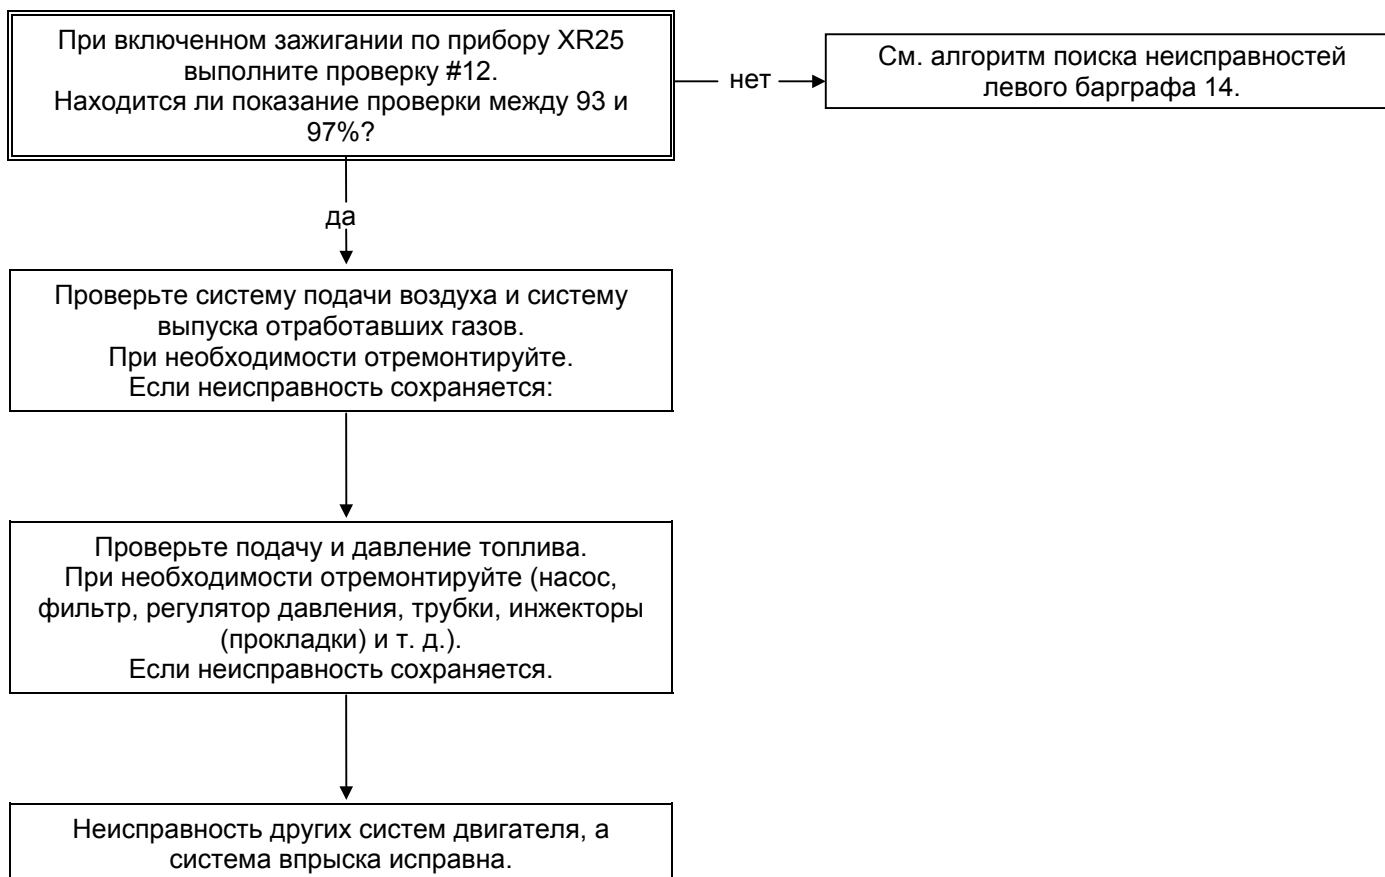 При включенном зажигании по прибору XR25
выполните проверку #12.
Находится ли показание проверки между 93 и
97%?
нет
См. алгоритм поиска неисправностей
левого барграфа 14.
да
Проверьте систему подачи воздуха и систему
выпуска отработавших газов.
При необходимости отремонтируйте.
Если неисправность сохраняется:
Проверьте подачу и давление топлива.
При необходимости отремонтируйте (насос,
фильтр, регулятор давления, трубки, инжекторы
(прокладки) и т. д.).
Если неисправность сохраняется.
Неисправность других систем двигателя, а
система впрыска исправна.